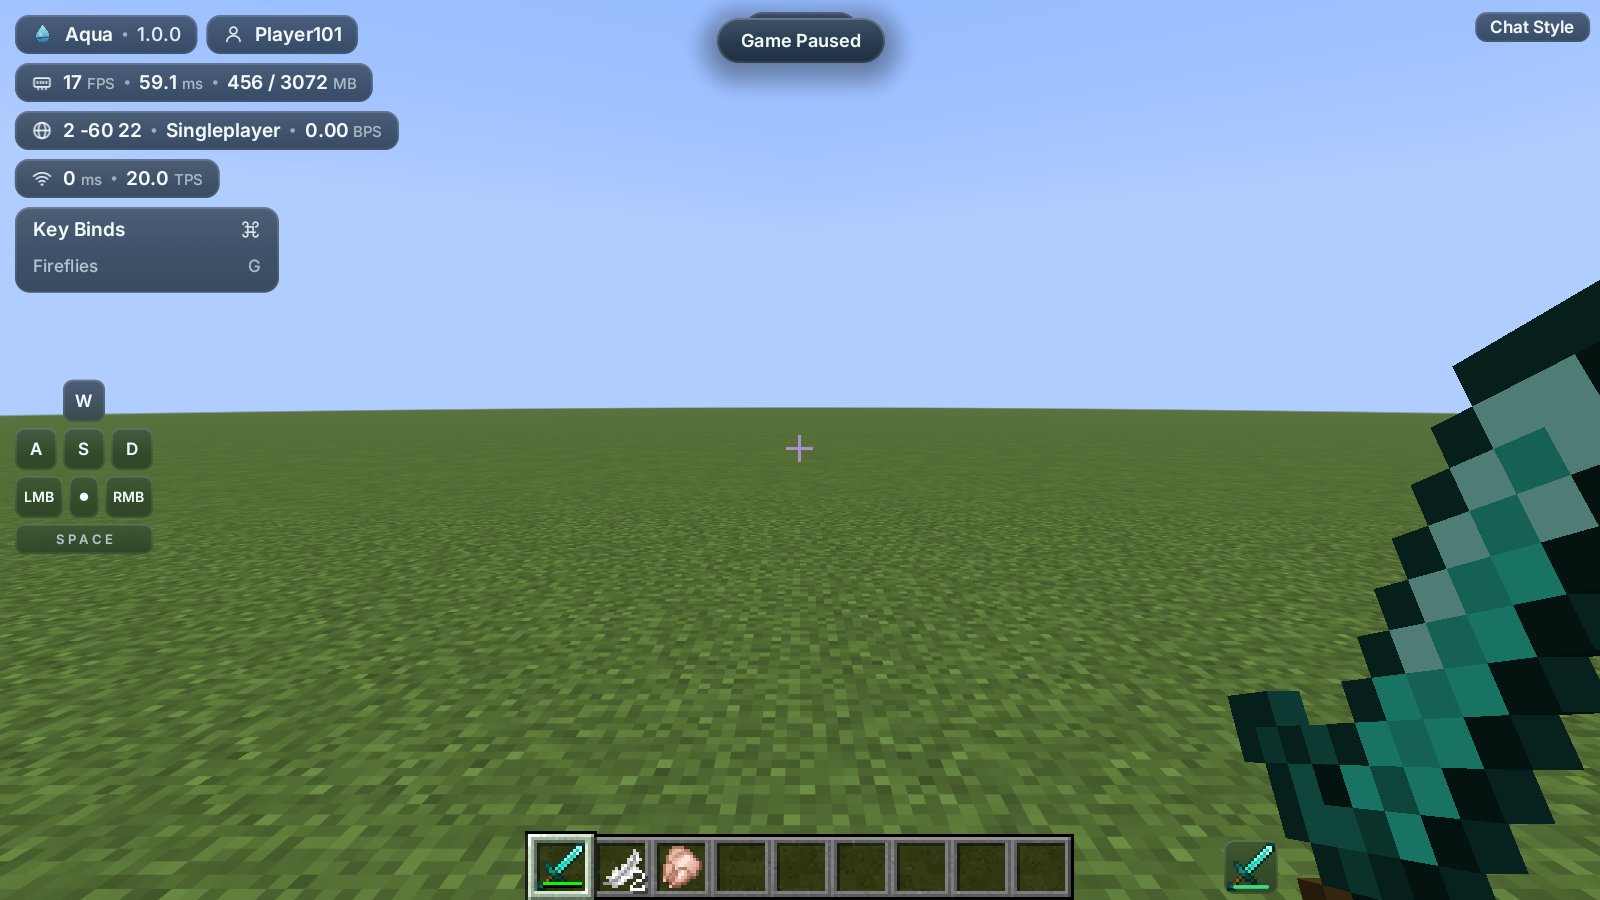 Aqua • 1.0.0
Player101
Game Paused
Chat Style
17 FPS • 59.1 ms • 456 / 3072 MB
2 -60 22 • Singleplayer • 0.00 BPS
0 ms • 20.0 TPS
Key Binds ⌘
Fireflies G
W
A S D
LMB RMB
SPACE
2